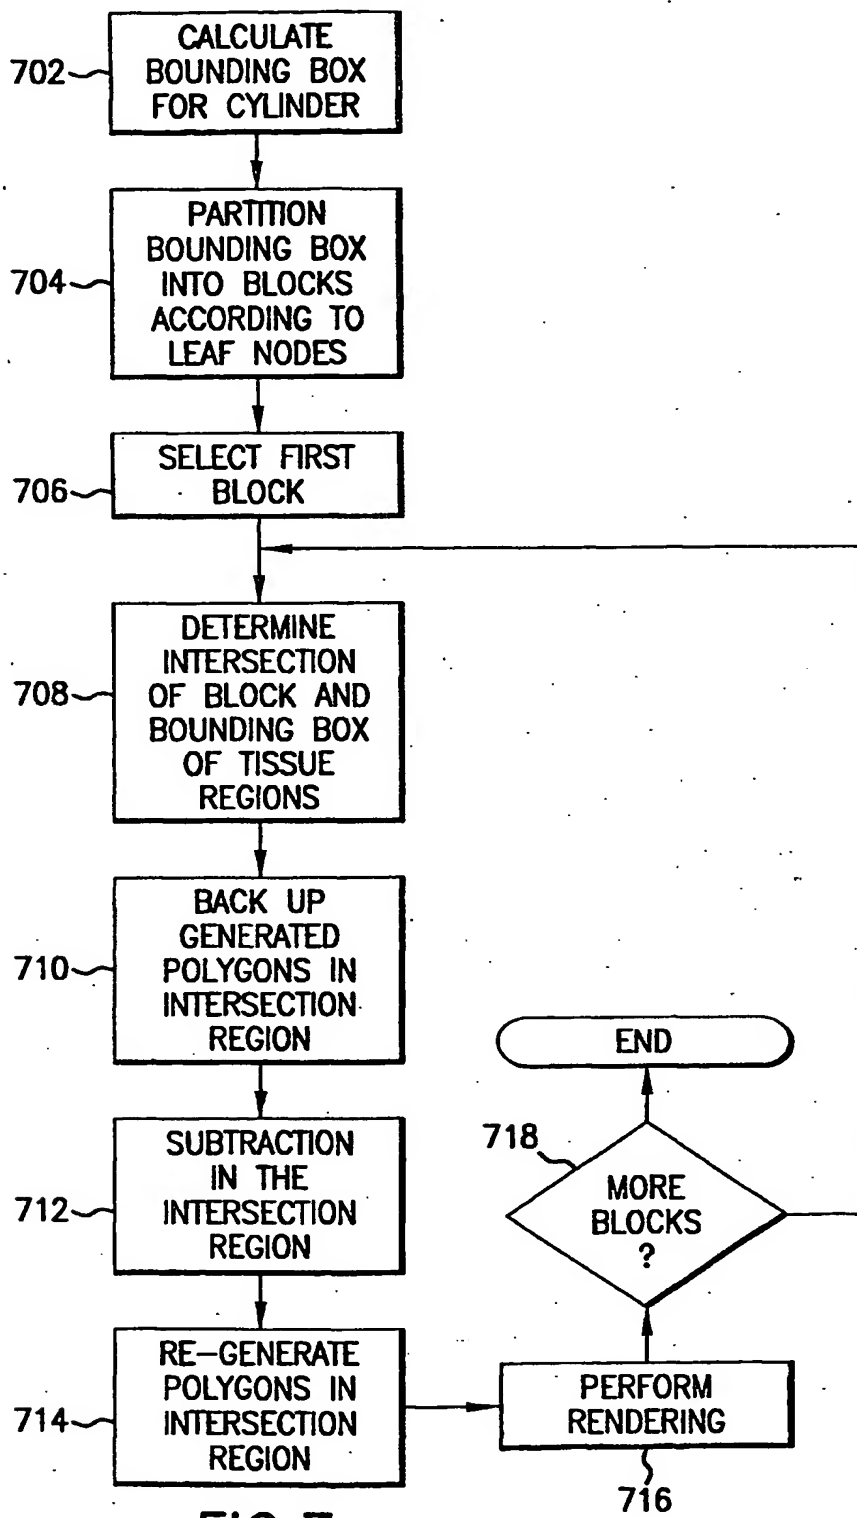 CALCULATE
BOUNDING BOX
FOR CYLINDER
702
PARTITION
BOUNDING BOX
INTO BLOCKS
ACCORDING TO
LEAF NODES
704
SELECT FIRST
BLOCK
706
DETERMINE
INTERSECTION
OF BLOCK AND
BOUNDING BOX
OF TISSUE
REGIONS
708
BACK UP
GENERATED
POLYGONS IN
INTERSECTION
REGION
710
SUBTRACTION
IN THE
INTERSECTION
REGION
712
RE-GENERATE
POLYGONS IN
INTERSECTION
REGION
714
PERFORM
RENDERING
716
MORE
BLOCKS
?
718
END